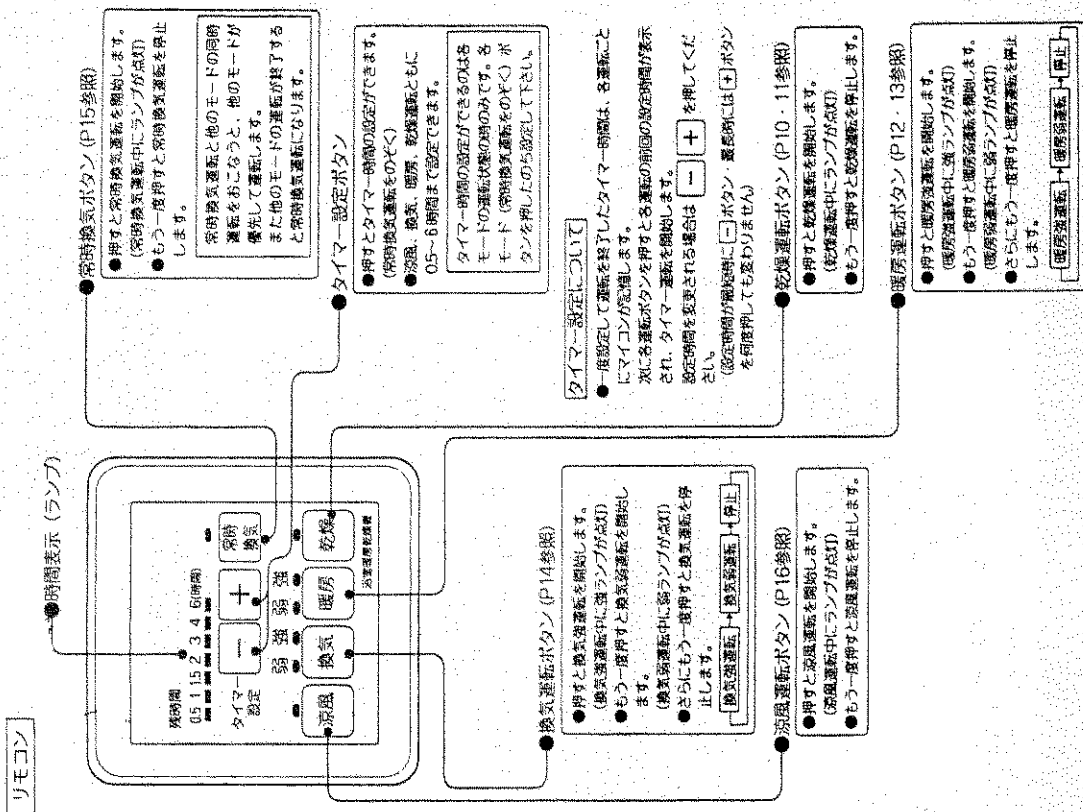 リモコン
●時間表示（ランプ）
残時間
0.5 1 1.5 2 3 4 6(時間)
タイマー
設定
−
＋
常時
換気
弱 強 弱 強
涼風
換気
暖房
乾燥
浴室暖房乾燥機
●常時換気ボタン（P15参照）
●押すと常時換気運転を開始します。
（常時換気運転中にランプが点灯）
●もう一度押すと常時換気運転を停止
します。
常時換気運転と他のモードの同時
運転をおこなうと、他のモードが
優先して運転します。
また他のモードの運転が終了する
と常時換気運転になります。
●タイマー設定ボタン
●押すとタイマー時間の設定ができます。
（常時換気運転をのぞく）
●涼風、換気、暖房、乾燥運転ともに
0.5〜6時間まで設定できます。
タイマー時間の設定ができるのは各
モードの運転状態の時のみです。各
モード（常時換気運転をのぞく）ボ
タンを押したのち設定して下さい。
タイマー設定について
●一度設定して運転を終了したタイマー時間は、各運転ごと
にマイコンが記憶します。
次に各運転ボタンを押すと各運転の前回の設定時間が表示
され、タイマー運転を開始します。
設定時間を変更される場合は − ＋ を押してくだ
さい。
（設定時間が最短時に−ボタン・最長時には＋ボタン
を何度押しても変わりません）
●乾燥運転ボタン（P10・11参照）
●押すと乾燥運転を開始します。
（乾燥運転中にランプが点灯）
●もう一度押すと乾燥運転を停止します。
●暖房運転ボタン（P12・13参照）
●押すと暖房強運転を開始します。
（暖房強運転中に強ランプが点灯）
●もう一度押すと暖房弱運転を開始します。
（暖房弱運転中に弱ランプが点灯）
●さらにもう一度押すと暖房運転を停止
します。
暖房強運転→暖房弱運転→停止
●換気運転ボタン（P14参照）
●押すと換気強運転を開始します。
（換気強運転中に強ランプが点灯）
●もう一度押すと換気弱運転を開始し
ます。
（換気弱運転中に弱ランプが点灯）
●さらにもう一度押すと換気運転を停
止します。
換気強運転→換気弱運転→停止
●涼風運転ボタン（P16参照）
●押すと涼風運転を開始します。
（涼風運転中にランプが点灯）
●もう一度押すと涼風運転を停止します。